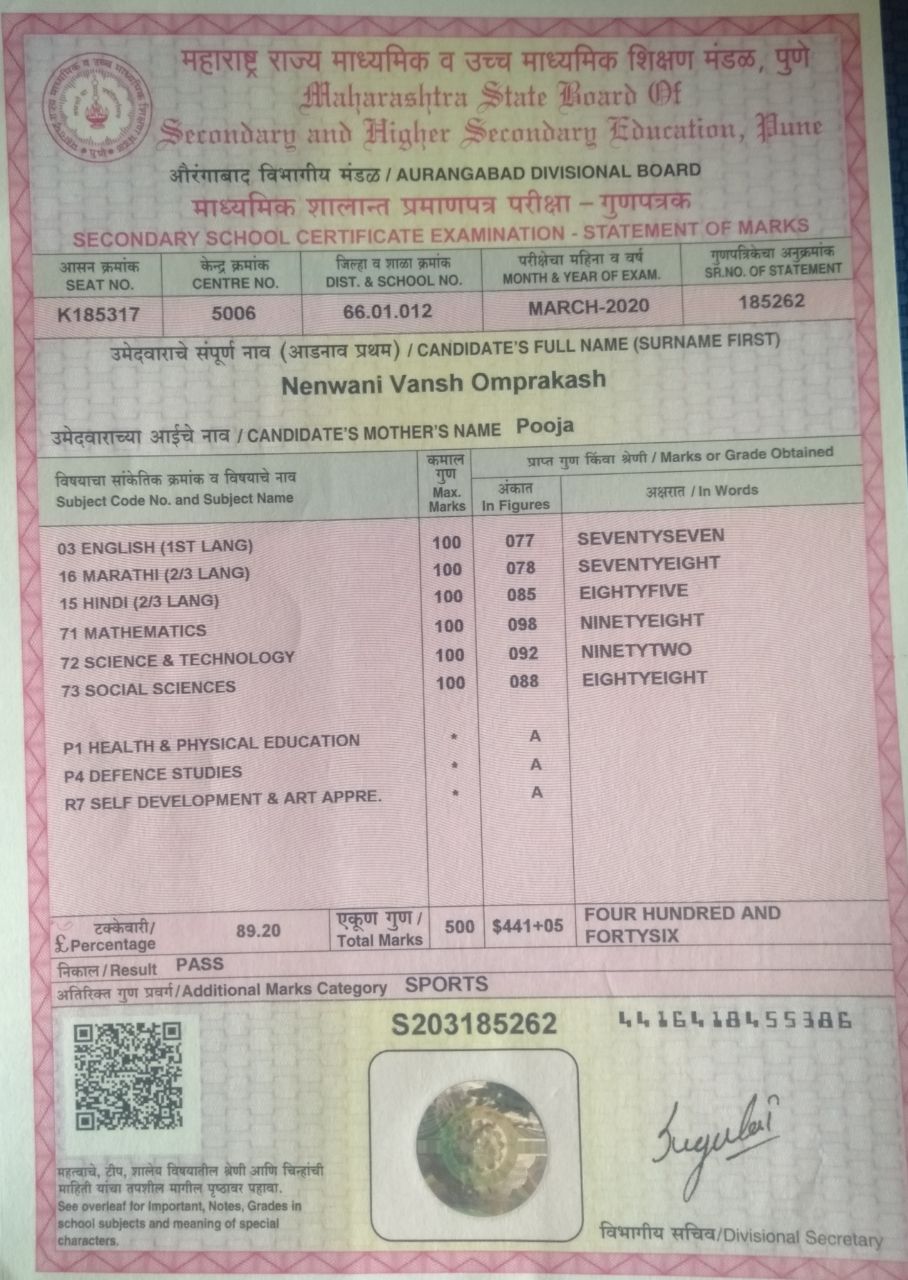 महाराष्ट्र राज्य माध्यमिक व उच्च माध्यमिक शिक्षण मंडळ, पुणे
Maharashtra State Board Of
Secondary and Higher Secondary Education, Pune
औरंगाबाद विभागीय मंडळ / AURANGABAD DIVISIONAL BOARD
माध्यमिक शालान्त प्रमाणपत्र परीक्षा – गुणपत्रक
SECONDARY SCHOOL CERTIFICATE EXAMINATION - STATEMENT OF MARKS
आसन क्रमांक केन्द्र क्रमांक जिल्हा व शाळा क्रमांक परीक्षेचा महिना व वर्ष गुणपत्रिकेचा अनुक्रमांक
SEAT NO. CENTRE NO. DIST. & SCHOOL NO. MONTH & YEAR OF EXAM. SR.NO. OF STATEMENT
K185317 5006 66.01.012 MARCH-2020 185262
उमेदवाराचे संपूर्ण नाव (आडनाव प्रथम) / CANDIDATE'S FULL NAME (SURNAME FIRST)
Nenwani Vansh Omprakash
उमेदवाराच्या आईचे नाव / CANDIDATE'S MOTHER'S NAME Pooja
विषयाचा सांकेतिक क्रमांक व विषयाचे नाव
Subject Code No. and Subject Name
कमाल
गुण
Max.
Marks
प्राप्त गुण किंवा श्रेणी / Marks or Grade Obtained
अंकात
In Figures
अक्षरात / In Words
03 ENGLISH (1ST LANG) 100 077 SEVENTYSEVEN
16 MARATHI (2/3 LANG) 100 078 SEVENTYEIGHT
15 HINDI (2/3 LANG) 100 085 EIGHTYFIVE
71 MATHEMATICS 100 098 NINETYEIGHT
72 SCIENCE & TECHNOLOGY 100 092 NINETYTWO
73 SOCIAL SCIENCES 100 088 EIGHTYEIGHT
P1 HEALTH & PHYSICAL EDUCATION * A
P4 DEFENCE STUDIES * A
R7 SELF DEVELOPMENT & ART APPRE. * A
टक्केवारी/
£Percentage
89.20
एकूण गुण /
Total Marks
500 $441+05
FOUR HUNDRED AND
FORTYSIX
निकाल/Result PASS
अतिरिक्त गुण प्रवर्ग/Additional Marks Category SPORTS
S203185262
4416418455386
महत्वाचे, टीप, शालेय विषयातील श्रेणी आणि चिन्हांची
माहिती यांचा तपशील मागील पृष्ठावर पहावा.
See overleaf for Important, Notes, Grades in
school subjects and meaning of special
characters.
विभागीय सचिव/Divisional Secretary